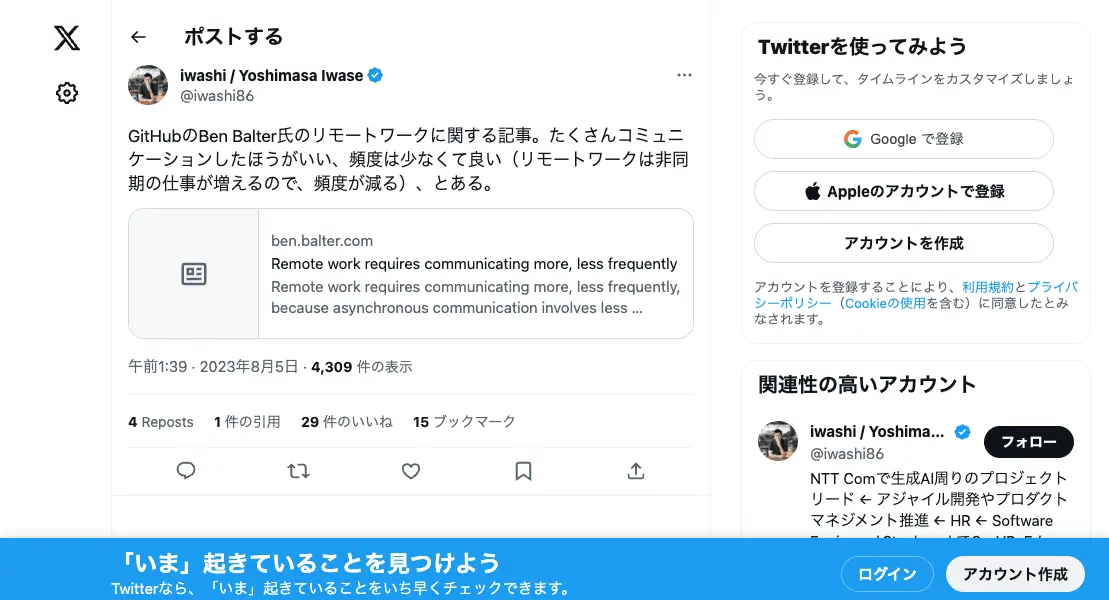 ポストする
iwashi / Yoshimasa Iwase
@iwashi86
GitHubのBen Balter氏のリモートワークに関する記事。たくさんコミュニ
ケーションしたほうがいい、頻度は少なくて良い（リモートワークは非同
期の仕事が増えるので、頻度が減る）、とある。
ben.balter.com
Remote work requires communicating more, less frequently
Remote work requires communicating more, less frequently,
because asynchronous communication involves less ...
午前1:39 · 2023年8月5日 · 4,309 件の表示
4 Reposts 1 件の引用 29 件のいいね 15 ブックマーク
Twitterを使ってみよう
今すぐ登録して、タイムラインをカスタマイズしましょ
う。
Google で登録
Appleのアカウントで登録
アカウントを作成
アカウントを登録することにより、利用規約とプライバ
シーポリシー（Cookieの使用を含む）に同意したとみ
なされます。
関連性の高いアカウント
iwashi / Yoshima...
@iwashi86
フォロー
NTT Comで生成AI周りのプロジェクト
リード ← アジャイル開発やプロダクト
マネジメント推進 ← HR ← Software
「いま」起きていることを見つけよう
Twitterなら、「いま」起きていることをいち早くチェックできます。
ログイン
アカウント作成